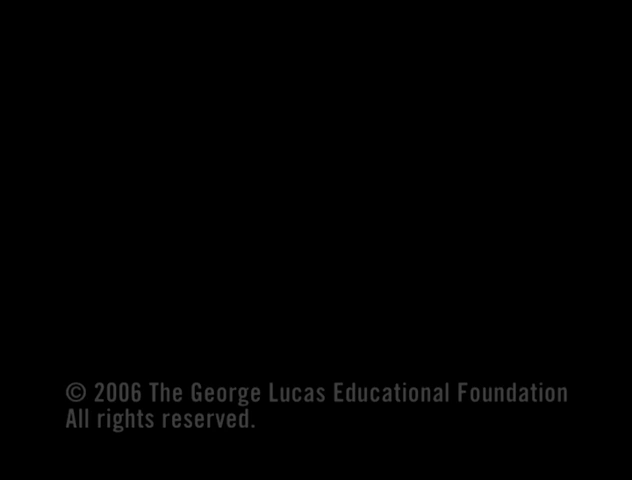 © 2006 The George Lucas Educational Foundation
All rights reserved.